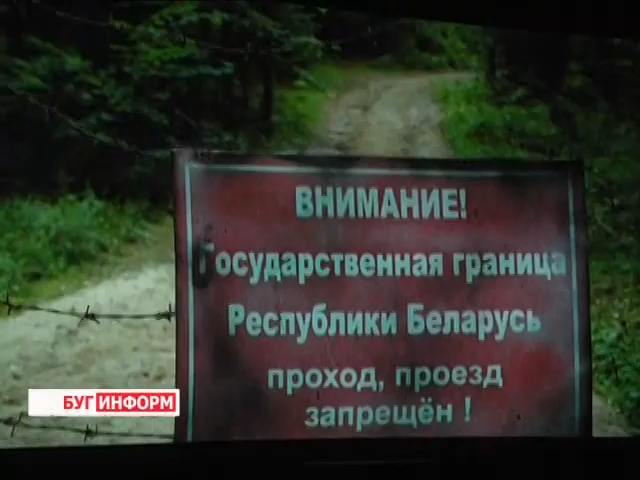 ВНИМАНИЕ!
Государственная граница
Республики Беларусь
проход, проезд
запрещён !
БУГИНФОРМ